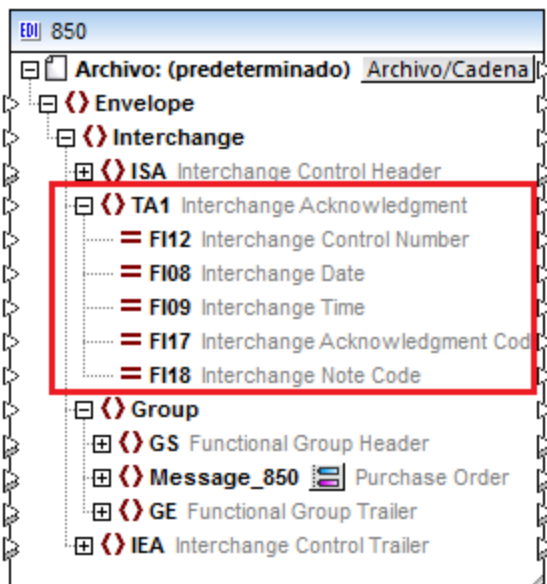 EDI 850
Archivo: (predeterminado) Archivo/Cadena
Envelope
Interchange
ISA Interchange Control Header
TA1 Interchange Acknowledgment
FI12 Interchange Control Number
FI08 Interchange Date
FI09 Interchange Time
FI17 Interchange Acknowledgment Cod
FI18 Interchange Note Code
Group
GS Functional Group Header
Message_850 Purchase Order
GE Functional Group Trailer
IEA Interchange Control Trailer